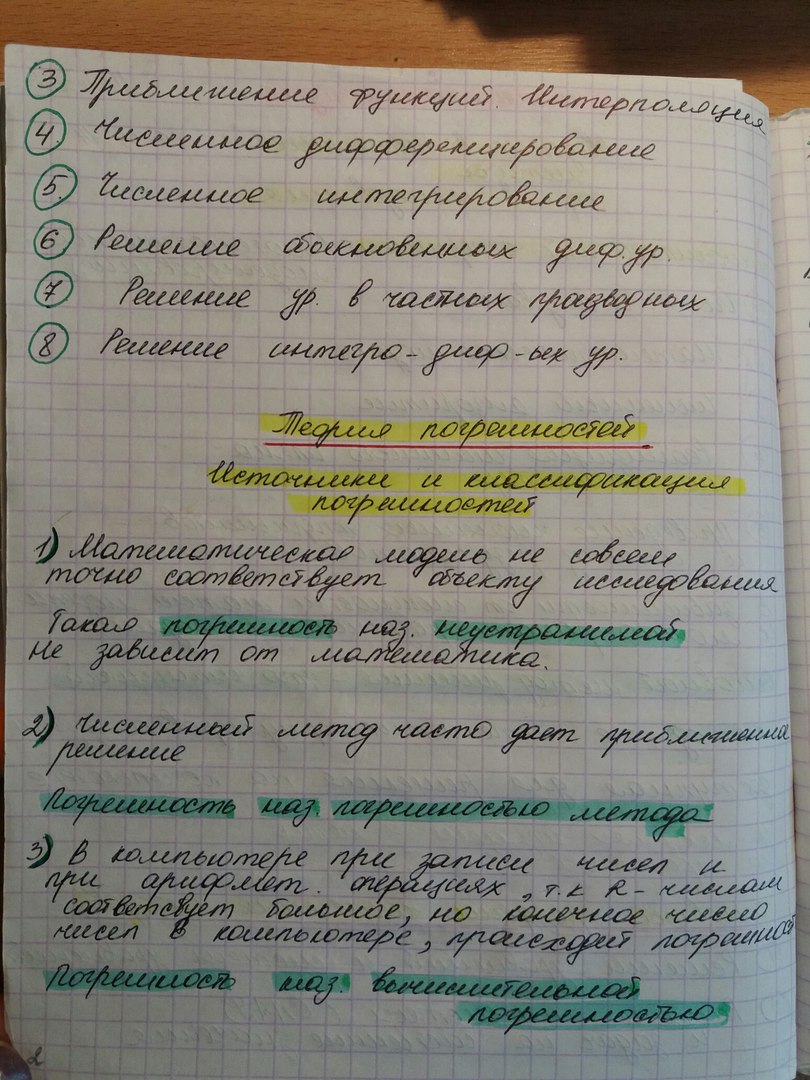 3 Приближение функций. Интерполяция
4. Численное дифференцирование
5. Численное интегрирование
6 Решение обыкновенных диф.ур.
7 Решение ур. в частных производных
8 Решение интегро-диф-ых ур.
Теория погрешностей
Источники и классификация
погрешностей
1) Математическая модель не совсем
точно соответствует объекту исследования
Такая погрешность наз. неустранимой
Не зависит от математика.
2) Численный метод часто дает приближенно
решение
Погрешность наз. погрешностью метода
3) В компьютере при записи чисел и
при арифмет. операциях, т.к R-числам
соответсвует большое, но конечное число
чисел в компьютере, происходит погрешност
Погрешность наз. вычислительной
погрешностью
2